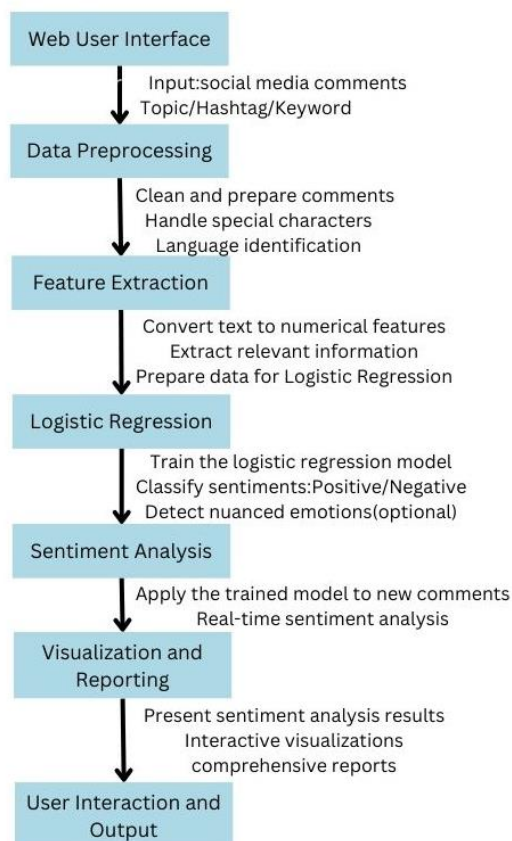 Web User Interface
Input:social media comments
Topic/Hashtag/Keyword
Data Preprocessing
Clean and prepare comments
Handle special characters
Language identification
Feature Extraction
Convert text to numerical features
Extract relevant information
Prepare data for Logistic Regression
Logistic Regression
Train the logistic regression model
Classify sentiments:Positive/Negative
Detect nuanced emotions(optional)
Sentiment Analysis
Apply the trained model to new comments
Real-time sentiment analysis
Visualization and
Reporting
Present sentiment analysis results
Interactive visualizations
comprehensive reports
User Interaction and
Output